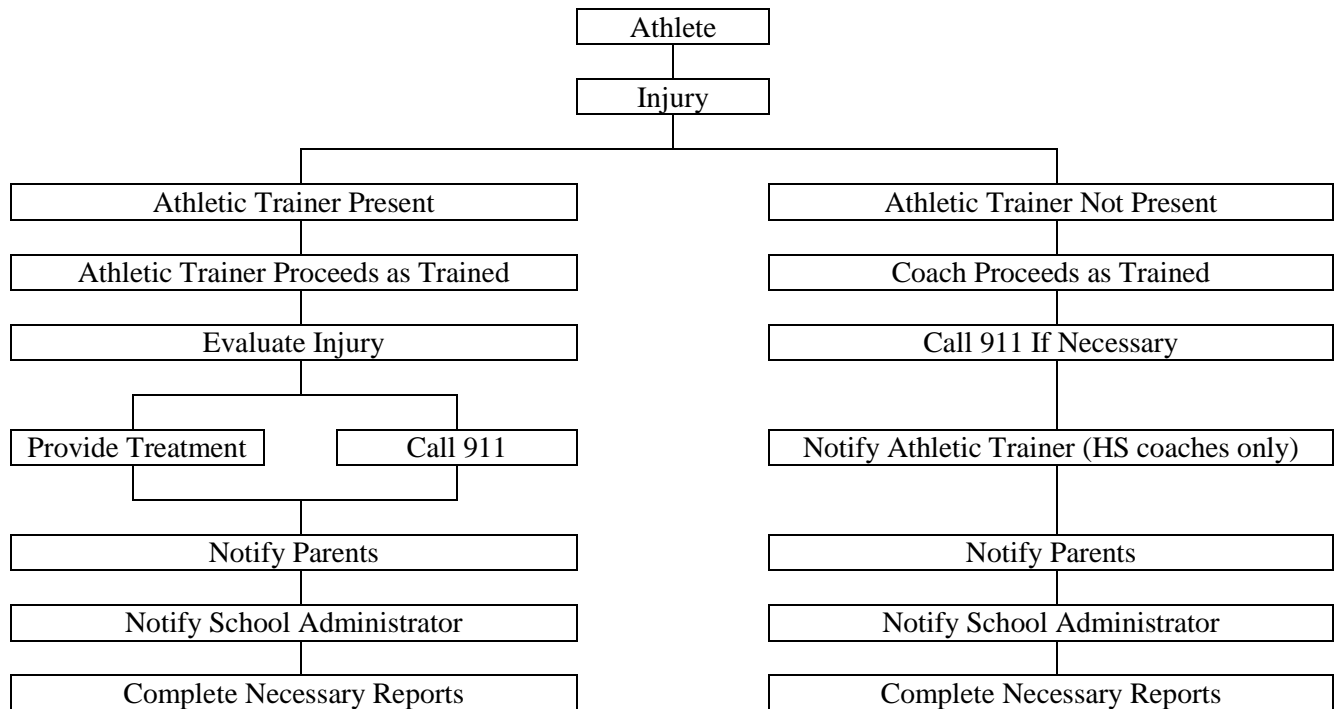 Athlete
Injury
Athletic Trainer Present
Athletic Trainer Not Present
Athletic Trainer Proceeds as Trained
Coach Proceeds as Trained
Evaluate Injury
Call 911 If Necessary
Provide Treatment
Call 911
Notify Athletic Trainer (HS coaches only)
Notify Parents
Notify Parents
Notify School Administrator
Notify School Administrator
Complete Necessary Reports
Complete Necessary Reports